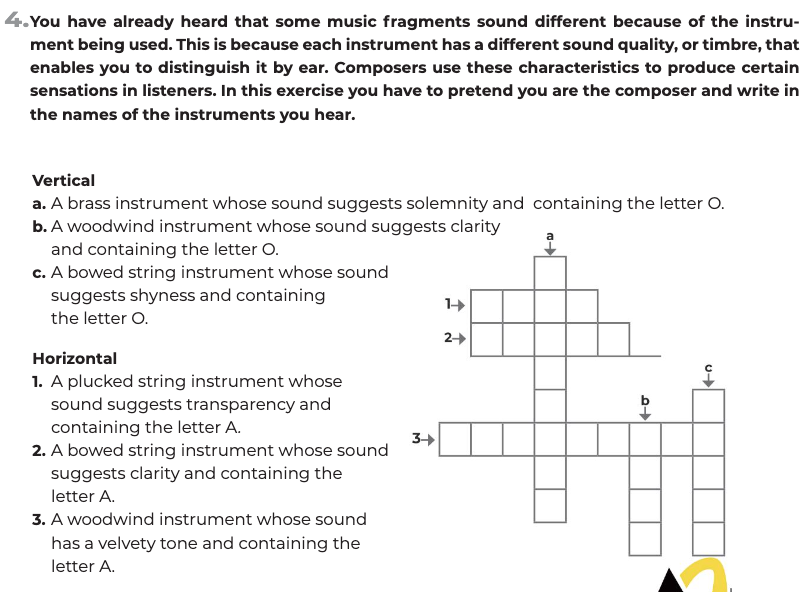 4. You have already heard that some music fragments sound different because of the instru-
ment being used. This is because each instrument has a different sound quality, or timbre, that
enables you to distinguish it by ear. Composers use these characteristics to produce certain
sensations in listeners. In this exercise you have to pretend you are the composer and write in
the names of the instruments you hear.
Vertical
a. A brass instrument whose sound suggests solemnity and containing the letter O.
b. A woodwind instrument whose sound suggests clarity
and containing the letter O.
c. A bowed string instrument whose sound
suggests shyness and containing
the letter O.
Horizontal
1. A plucked string instrument whose
sound suggests transparency and
containing the letter A.
2. A bowed string instrument whose sound
suggests clarity and containing the
letter A.
3. A woodwind instrument whose sound
has a velvety tone and containing the
letter A.
a
1
2
c
b
3